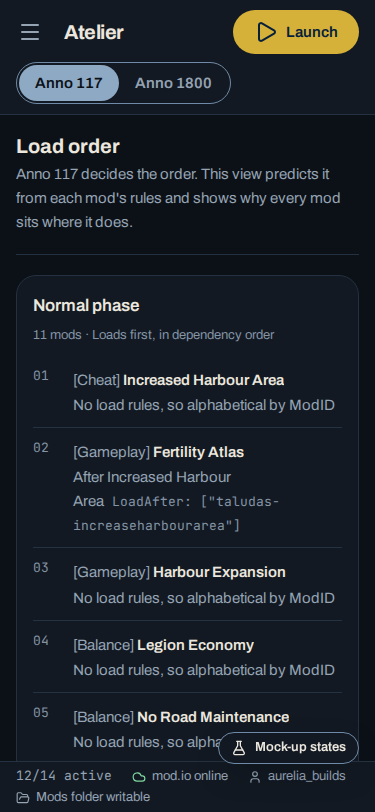 Atelier
Launch
Anno 117
Anno 1800
Load order
Anno 117 decides the order. This view predicts it
from each mod's rules and shows why every mod
sits where it does.
Normal phase
11 mods · Loads first, in dependency order
01
[Cheat] Increased Harbour Area
No load rules, so alphabetical by ModID
02
[Gameplay] Fertility Atlas
After Increased Harbour
Area LoadAfter: ["taludas-
increaseharbourarea"]
03
[Gameplay] Harbour Expansion
No load rules, so alphabetical by ModID
04
[Balance] Legion Economy
No load rules, so alphabetical by ModID
05
[Balance] No Road Maintenance
No load rules, so
Mock-up states
12/14 active
mod.io online
aurelia_builds
Mods folder writable